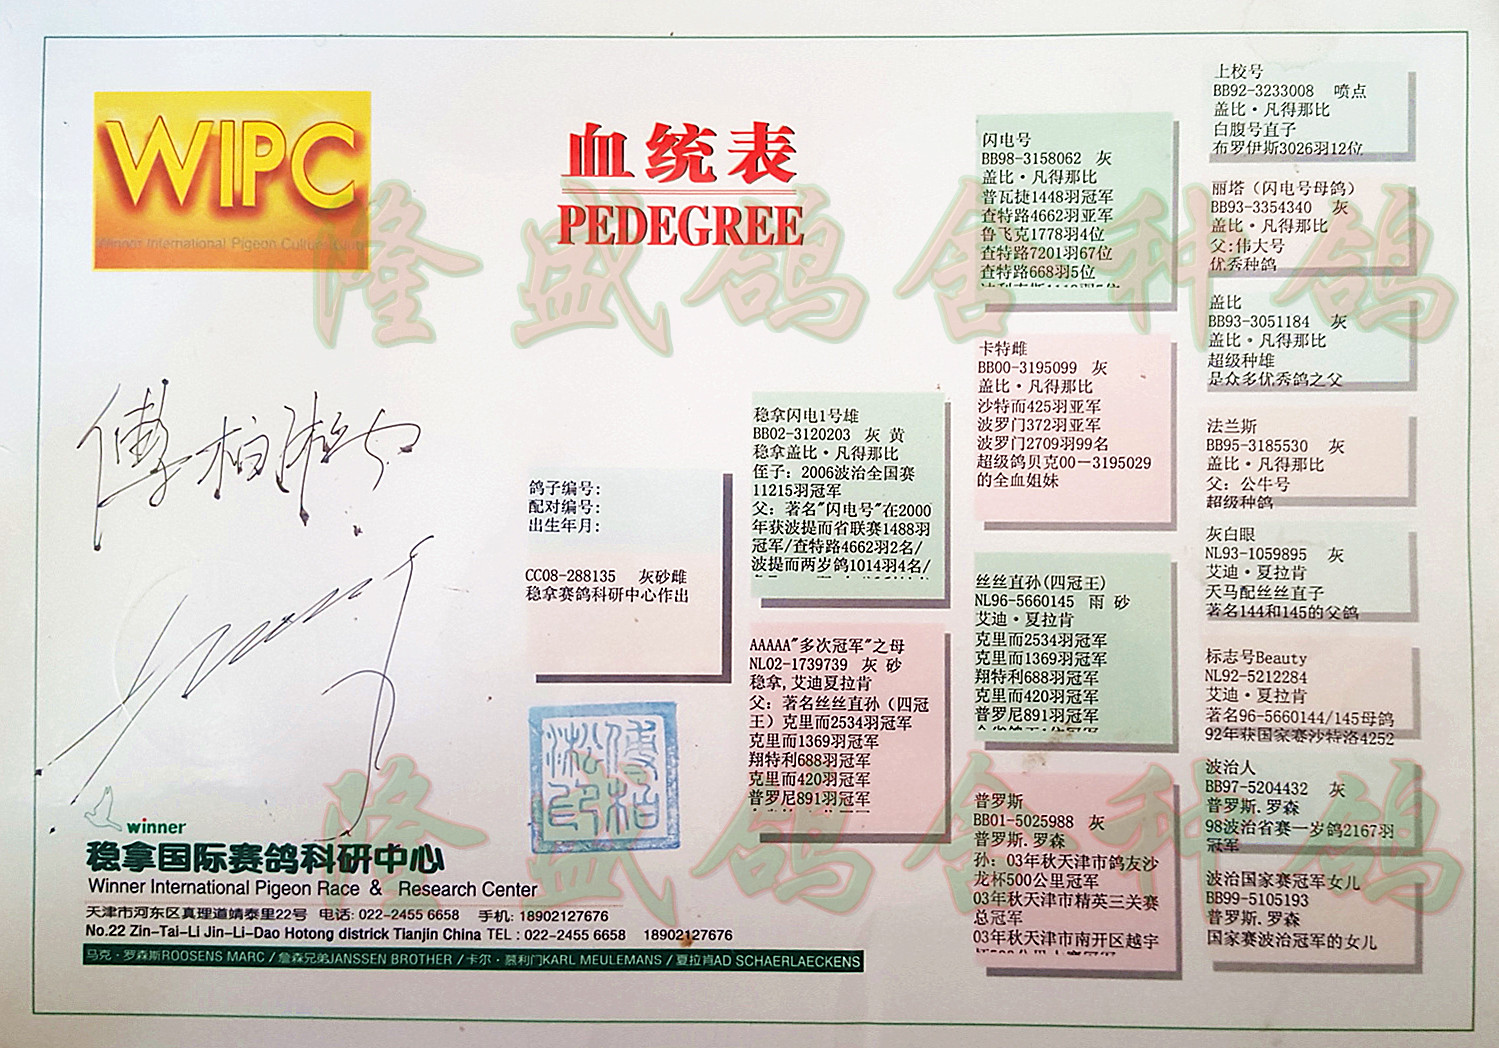 WIPC
Winner International Pigeon Culture
血统表
PEDEGREE
隆盛鸽舍种鸽
鸽子编号:
配对编号:
出生年月:
CC08-288135 灰砂雌
稳拿赛鸽科研中心作出
稳拿闪电1号雄
BB02-3120203 灰 黄
稳拿盖比·凡得那比
侄子: 2006波治全国赛
11215羽冠军
父: 著名"闪电号"在2000
年获波提而省联赛1488羽
冠军/查特路4662羽2名/
波提而两岁鸽1014羽4名/
AAAAA"多次冠军"之母
NL02-1739739 灰 砂
稳拿,艾迪夏拉肯
父: 著名丝丝直孙（四冠
王）克里而2534羽冠军
克里而1369羽冠军
翔特利688羽冠军
克里而420羽冠军
普罗尼891羽冠军
闪电号
BB98-3158062 灰
盖比·凡得那比
普瓦捷1448羽冠军
查特路4662羽亚军
鲁飞克1778羽4位
查特路7201羽67位
查特路668羽5位
卡特雌
BB00-3195099 灰
盖比·凡得那比
沙特而425羽亚军
波罗门372羽亚军
波罗门2709羽99名
超级鸽贝克00－3195029
的全血姐妹
丝丝直孙(四冠王)
NL96-5660145 雨 砂
艾迪·夏拉肯
克里而2534羽冠军
克里而1369羽冠军
翔特利688羽冠军
克里而420羽冠军
普罗尼891羽冠军
普罗斯
BB01-5025988 灰
普罗斯.罗森
孙: 03年秋天津市鸽友沙
龙杯500公里冠军
03年秋天津市精英三关赛
总冠军
03年秋天津市南开区越宇
上校号
BB92-3233008 喷点
盖比·凡得那比
白腹号直子
布罗伊斯3026羽12位
丽塔（闪电号母鸽）
BB93-3354340 灰
盖比·凡得那比
父:伟大号
优秀种鸽
盖比
BB93-3051184 灰
盖比·凡得那比
超级种雄
是众多优秀鸽之父
法兰斯
BB95-3185530 灰
盖比·凡得那比
父: 公牛号
超级种鸽
灰白眼
NL93-1059895 灰
艾迪·夏拉肯
天马配丝丝直子
著名144和145的父鸽
标志号Beauty
NL92-5212284
艾迪·夏拉肯
著名96-5660144/145母鸽
92年获国家赛沙特洛4252
波治人
BB97-5204432 灰
普罗斯.罗森
98波治省赛一岁鸽2167羽
冠军
波治国家赛冠军女儿
BB99-5105193
普罗斯.罗森
国家赛波治冠军的女儿
隆盛鸽舍种鸽
winner
稳拿国际赛鸽科研中心
Winner International Pigeon Race & Research Center
天津市河东区真理道靖泰里22号 电话: 022-2455 6658 手机: 18902127676
No.22 Zin-Tai-Li Jin-Li-Dao Hotong districk Tianjin China TEL : 022-2455 6658 18902127676
马克·罗森斯ROOSENS MARC / 詹森兄弟JANSSEN BROTHER / 卡尔·慕利门KARL MEULEMANS / 夏拉肯AD SCHAERLAECKENS